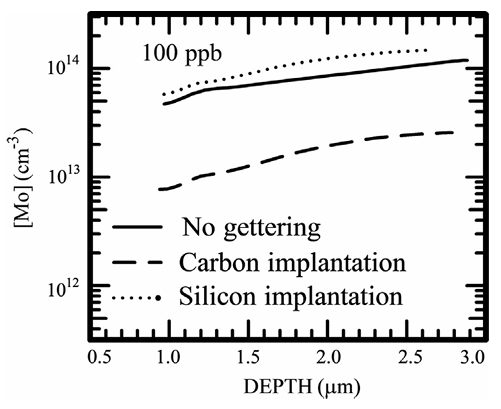 100 ppb
10^14
10^13
10^12
[Mo] (cm^-3)
No gettering
Carbon implantation
Silicon implantation
0.5 1.0 1.5 2.0 2.5 3.0
DEPTH (μm)